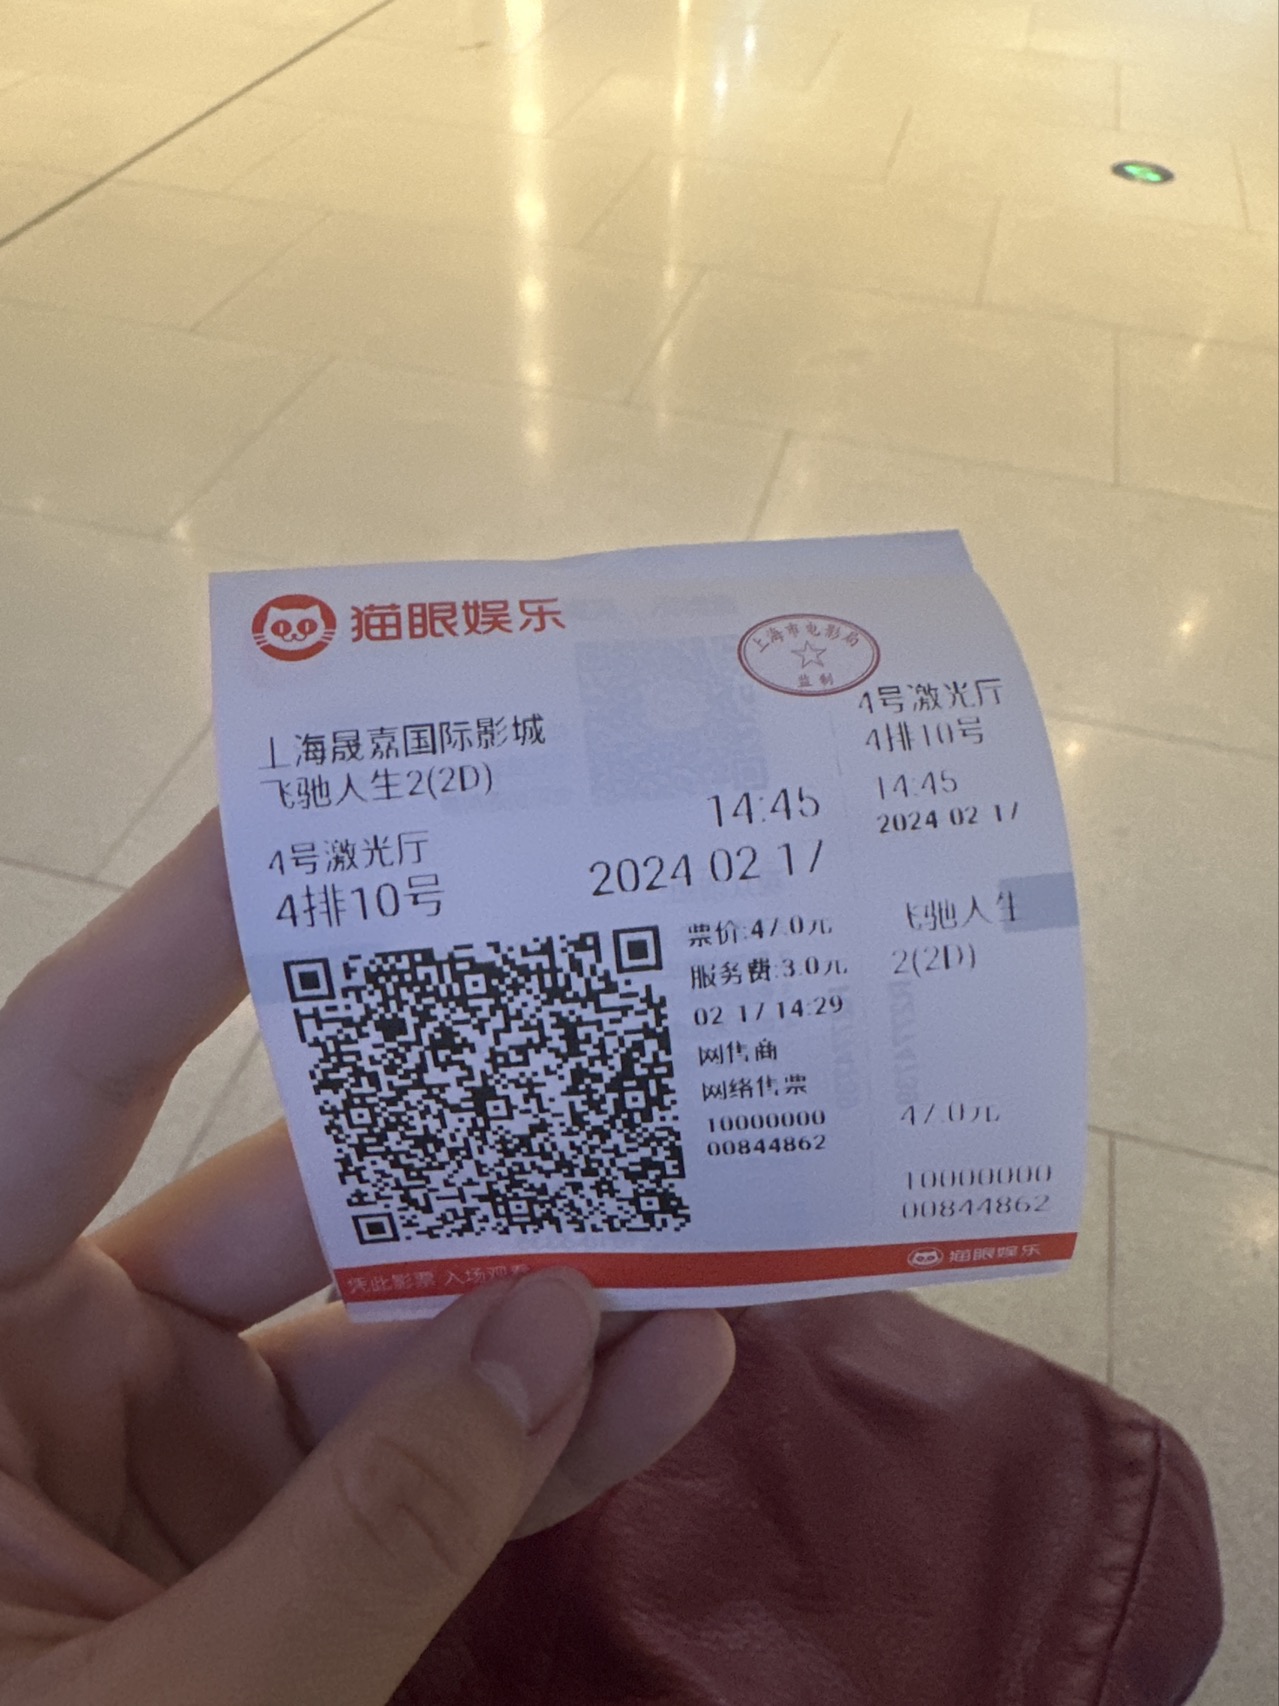 猫眼娱乐
上海市电影局
监制
上海晟嘉国际影城
飞驰人生2(2D)
14:45
4号激光厅
2024 02 17
4排10号
票价:47.0元
服务费:3.0元
02 17 14:29
网售商
网络售票
10000000
00844862
4号激光厅
4排10号
14:45
2024 02 17
飞驰人生
2(2D)
47.0元
10000000
00844862
凭此影票 入场观看
猫眼娱乐